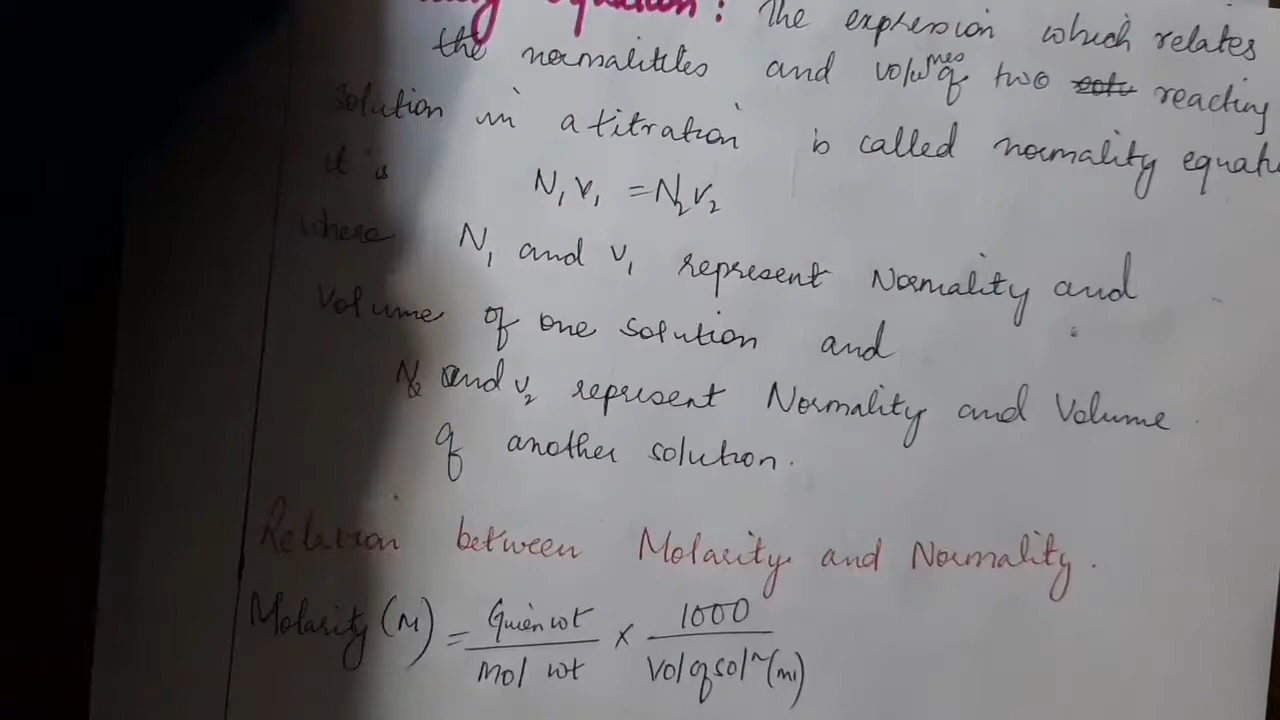 equation: The expression which relates
the normalities and volumes of two reacting
solution in a titration is called normality
it is N₁V₁ = N₂V₂
where N₁ and V₁ represent Normality and
Volume of one solution and
N₂ and V₂ represent Normality and Volume
of another solution.
Relation between Molarity and Normality.
Molarity (M) = Given wt / Mol wt × 1000 / Vol of solⁿ (ml)